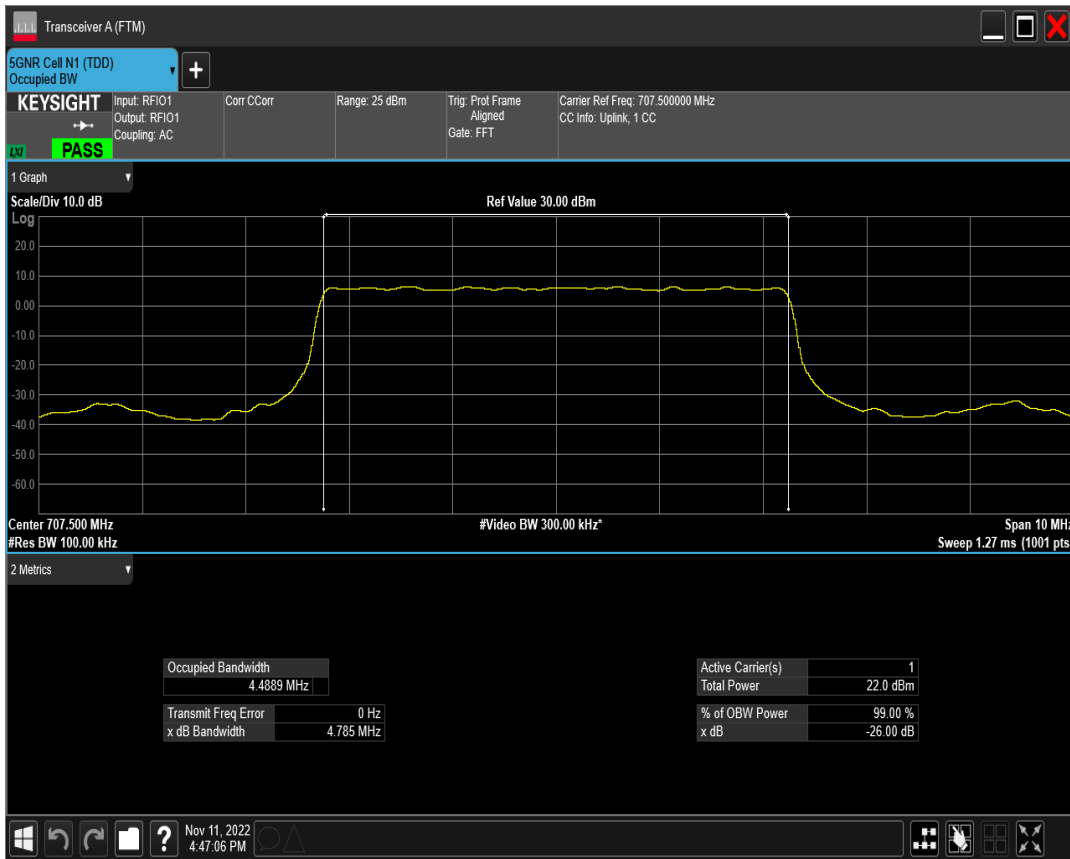 Transceiver A (FTM)
5GNR Cell N1 (TDD)
Occupied BW
+
KEYSIGHT
LXI
PASS
Input: RFIO1
Output: RFIO1
Coupling: AC
Corr CCorr
Range: 25 dBm
Trig: Prot Frame
Aligned
Gate: FFT
Carrier Ref Freq: 707.500000 MHz
CC Info: Uplink, 1 CC
1 Graph
Scale/Div 10.0 dB
Ref Value 30.00 dBm
Log
20.0
10.0
0.00
-10.0
-20.0
-30.0
-40.0
-50.0
-60.0
Center 707.500 MHz
#Video BW 300.00 kHz*
Span 10 MHz
#Res BW 100.00 kHz
Sweep 1.27 ms (1001 pts
2 Metrics
Occupied Bandwidth
4.4889 MHz
Transmit Freq Error 0 Hz
x dB Bandwidth 4.785 MHz
Active Carrier(s) 1
Total Power 22.0 dBm
% of OBW Power 99.00 %
x dB -26.00 dB
?
Nov 11, 2022
4:47:06 PM